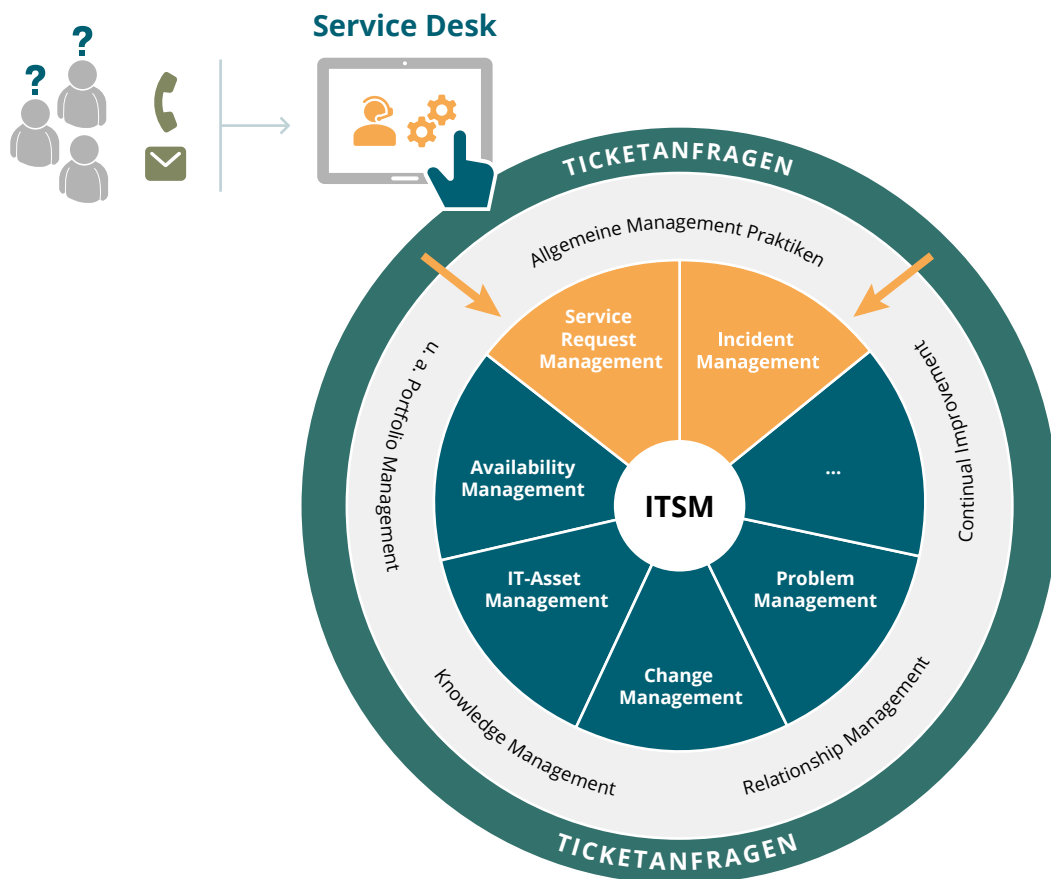 Service Desk
?
?
TICKETANFRAGEN
Allgemeine Management Praktiken
Service
Request
Management
Incident
Management
u. a. Portfolio Management
Continual Improvement
Availability
Management
...
ITSM
IT-Asset
Management
Problem
Management
Change
Management
Knowledge Management
Relationship Management
TICKETANFRAGEN